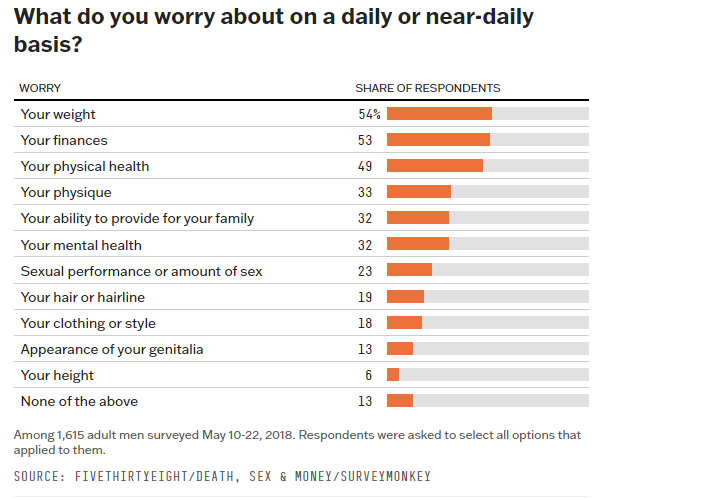 What do you worry about on a daily or near-daily
basis?
WORRY SHARE OF RESPONDENTS
Your weight 54%
Your finances 53
Your physical health 49
Your physique 33
Your ability to provide for your family 32
Your mental health 32
Sexual performance or amount of sex 23
Your hair or hairline 19
Your clothing or style 18
Appearance of your genitalia 13
Your height 6
None of the above 13
Among 1,615 adult men surveyed May 10-22, 2018. Respondents were asked to select all options that
applied to them.
SOURCE: FIVETHIRTYEIGHT/DEATH, SEX & MONEY/SURVEYMONKEY